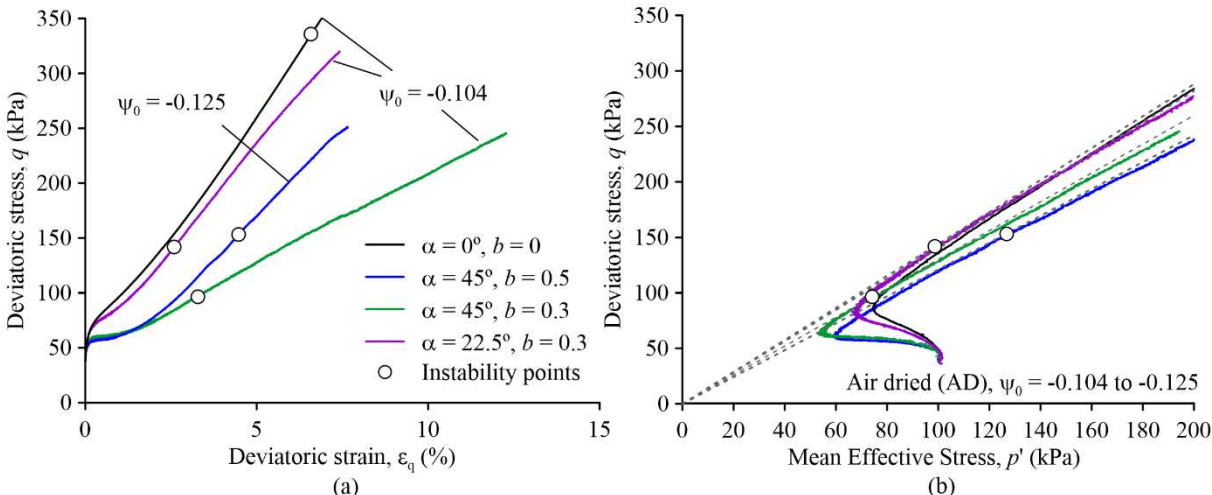 350
300
250
200
150
100
50
0
Deviatoric stress, q (kPa)
ψ0 = -0.125
ψ0 = -0.104
α = 0º, b = 0
α = 45º, b = 0.5
α = 45º, b = 0.3
α = 22.5º, b = 0.3
Instability points
0 5 10 15
Deviatoric strain, εq (%)
(a)
350
300
250
200
150
100
50
0
Deviatoric stress, q (kPa)
Air dried (AD), ψ0 = -0.104 to -0.125
0 20 40 60 80 100 120 140 160 180 200
Mean Effective Stress, p' (kPa)
(b)